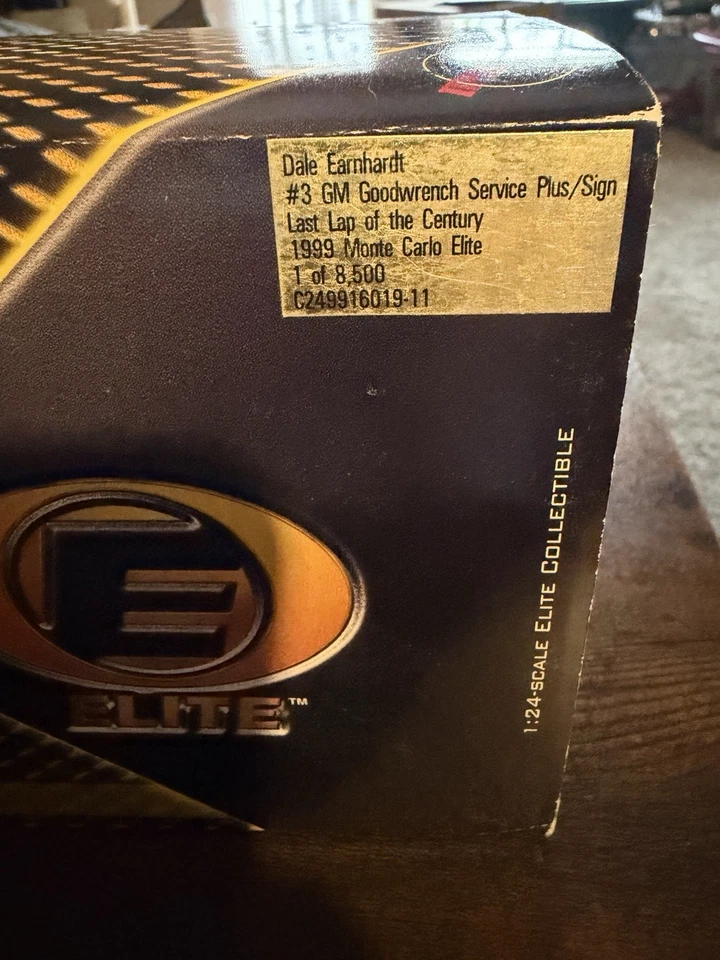 Dale Earnhardt
#3 GM Goodwrench Service Plus/Sign
Last Lap of the Century
1999 Monte Carlo Elite
1 of 8,500
C249916019-11
E
ELITE™
1:24-SCALE ELITE COLLECTIBLE